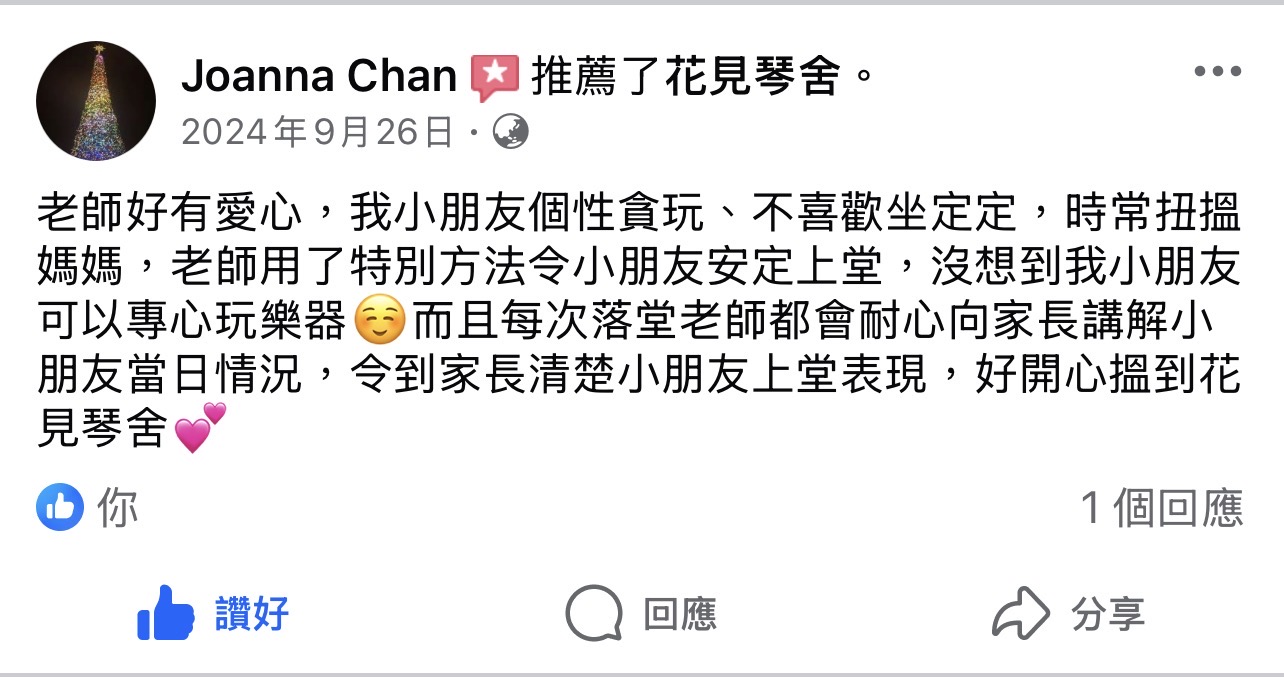 Joanna Chan 推薦了花見琴舍。
2024年9月26日 ·
老師好有愛心，我小朋友個性貪玩、不喜歡坐定定，時常扭搵
媽媽，老師用了特別方法令小朋友安定上堂，沒想到我小朋友
可以專心玩樂器☺️而且每次落堂老師都會耐心向家長講解小
朋友當日情況，令到家長清楚小朋友上堂表現，好開心搵到花
見琴舍💕
你
1 個回應
讚好
回應
分享